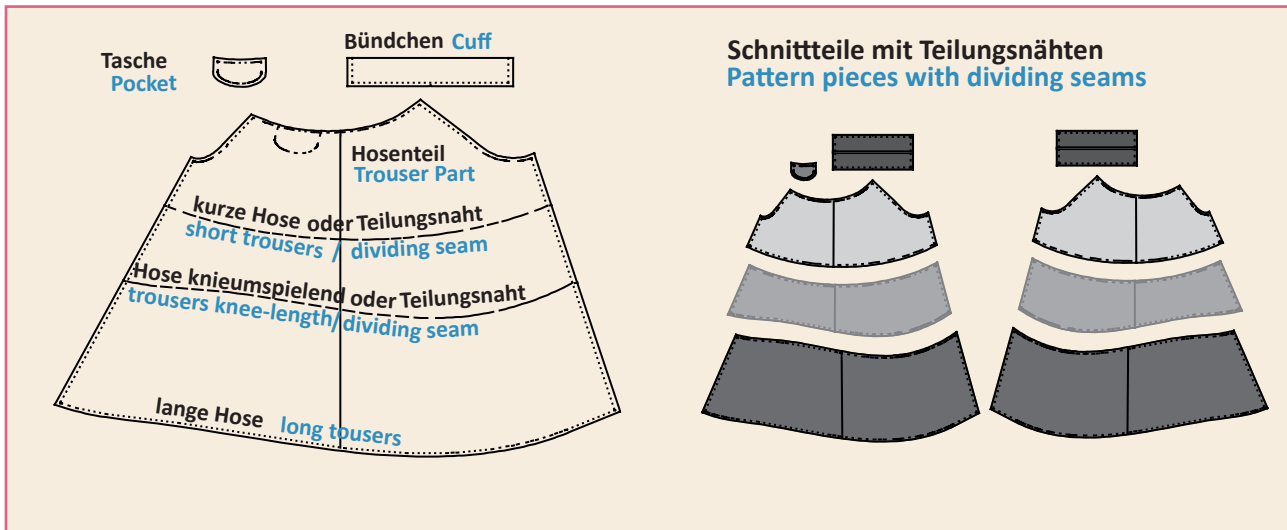 Tasche
Pocket
Bündchen Cuff
Hosenteil
Trouser Part
kurze Hose oder Teilungsnaht
short trousers / dividing seam
Hose knieumspielend oder Teilungsnaht
trousers knee-length/dividing seam
lange Hose long tousers
Schnittteile mit Teilungsnähten
Pattern pieces with dividing seams